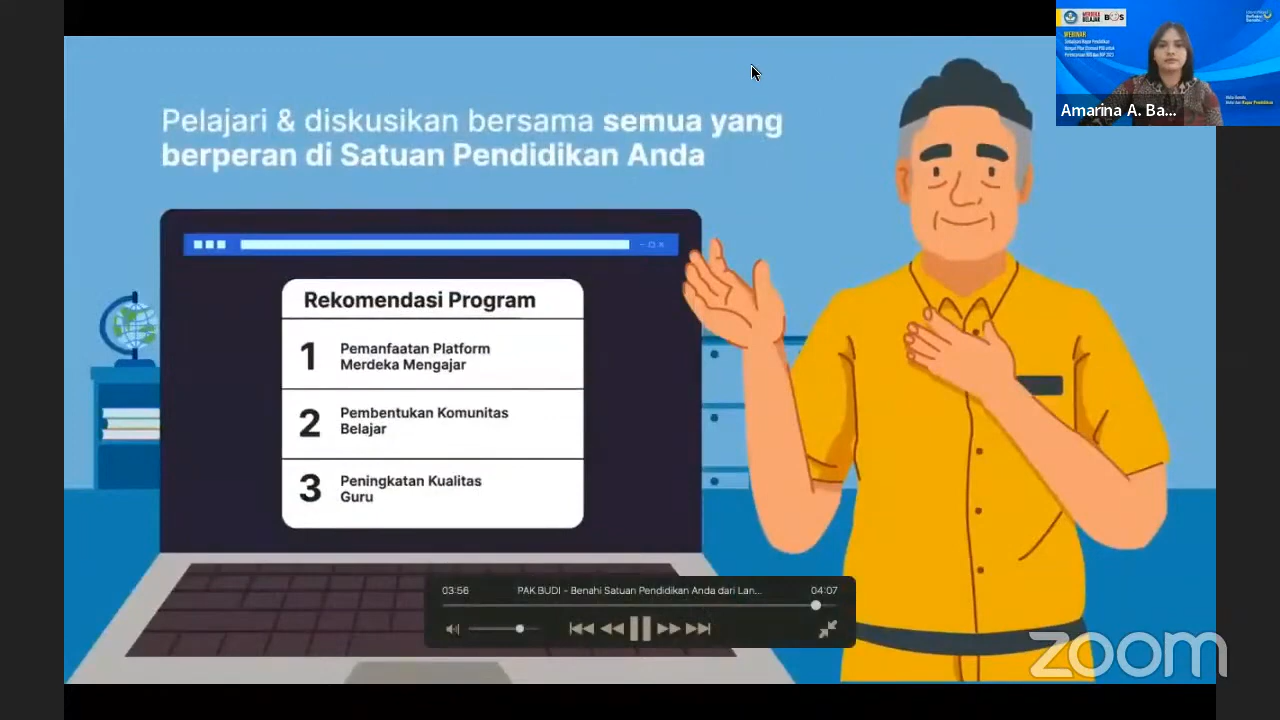 Pelajari & diskusikan bersama semua yang
berperan di Satuan Pendidikan Anda
Rekomendasi Program
1 Pemanfaatan Platform
Merdeka Mengajar
2 Pembentukan Komunitas
Belajar
3 Peningkatan Kualitas
Guru
03:56 PAK BUDI - Benahi Satuan Pendidikan Anda dari Lan... 04:07
zoom
MERDEKA
BELAJAR
WEBINAR
Amarina A. Ba...